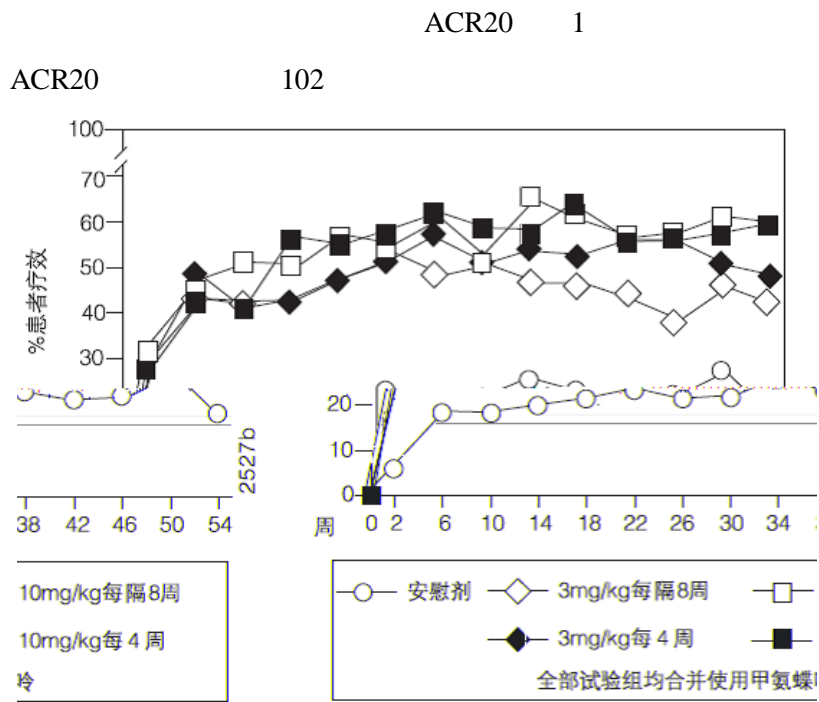 ACR20 1
ACR20 102
100
70
60
50
40
30
%患者疗效
20
10
0
2527b
38 42 46 50 54
周 0 2 6 10 14 18 22 26 30 34
10mg/kg每隔8周
10mg/kg每 4 周
呤
安慰剂 3mg/kg每隔8周
3mg/kg每 4 周
全部试验组均合并使用甲氨蝶